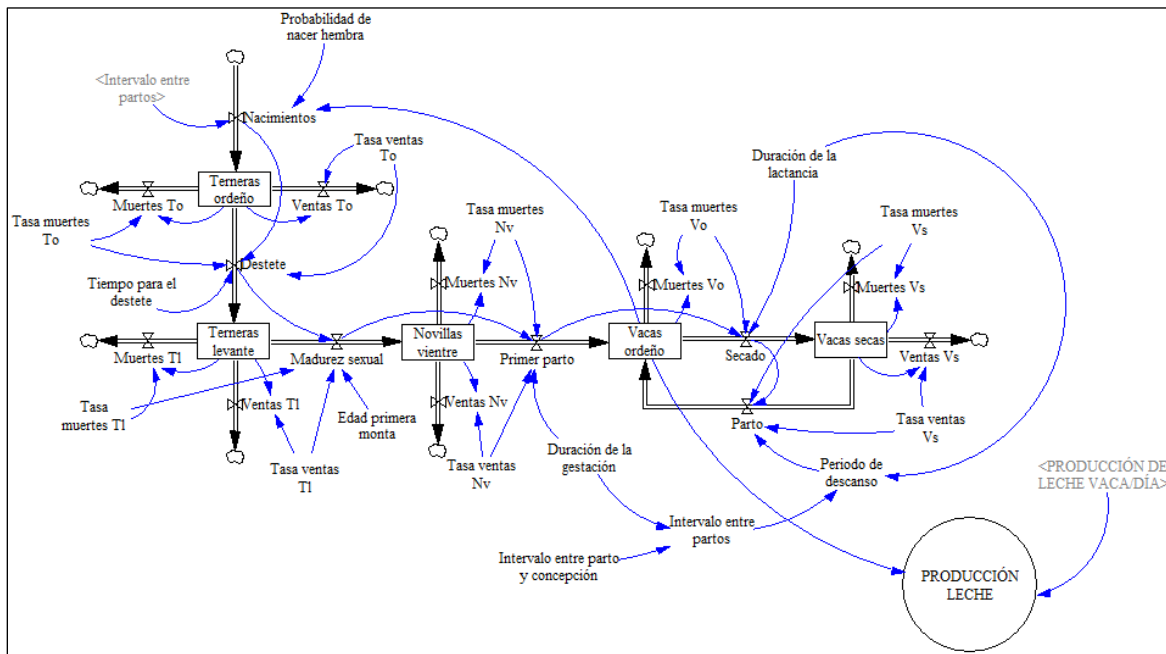 Probabilidad de
nacer hembra
<Intervalo entre
partos>
Nacimientos
Tasa ventas
To
Duración de la
lactancia
Terneras
ordeño
Muertes To
Ventas To
Tasa muertes
To
Tasa muertes
Nv
Tasa muertes
Vo
Tasa muertes
Vs
Destete
Tiempo para el
destete
Muertes Nv
Muertes Vo
Muertes Vs
Terneras
levante
Novillas
vientre
Vacas
ordeño
Vacas secas
Muertes Tl
Madurez sexual
Primer parto
Secado
Ventas Vs
Tasa
muertes Tl
Ventas Tl
Edad primera
monta
Ventas Nv
Parto
Tasa ventas
Vs
Tasa ventas
Tl
Tasa ventas
Nv
Duración de la
gestación
Periodo de
descanso
<PRODUCCIÓN DE
LECHE VACA/DÍA>
Intervalo entre
partos
Intervalo entre parto
y concepción
PRODUCCIÓN
LECHE